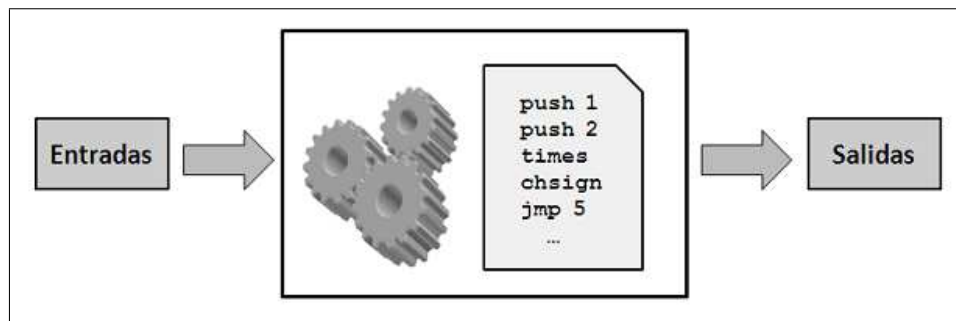 Entradas
push 1
push 2
times
chsign
jmp 5
…
Salidas